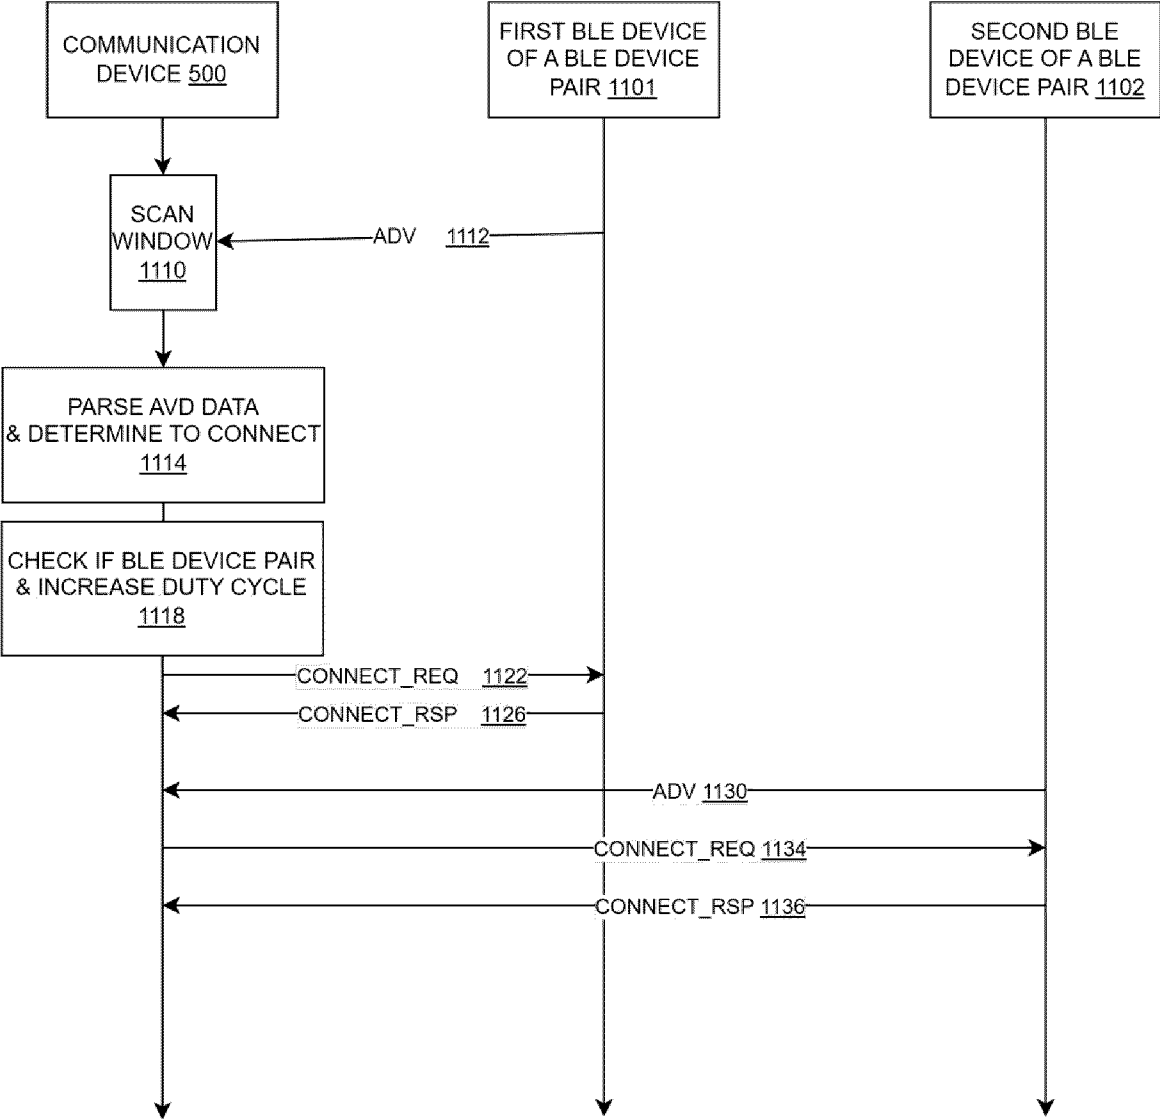 COMMUNICATION
DEVICE 500
FIRST BLE DEVICE
OF A BLE DEVICE
PAIR 1101
SECOND BLE
DEVICE OF A BLE
DEVICE PAIR 1102
SCAN
WINDOW
1110
ADV 1112
PARSE AVD DATA
& DETERMINE TO CONNECT
1114
CHECK IF BLE DEVICE PAIR
& INCREASE DUTY CYCLE
1118
CONNECT_REQ 1122
CONNECT_RSP 1126
ADV 1130
CONNECT_REQ 1134
CONNECT_RSP 1136